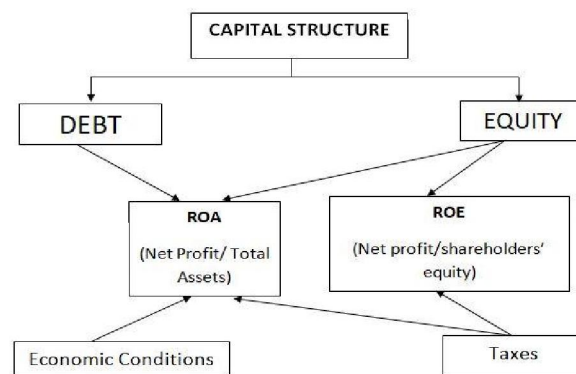 CAPITAL STRUCTURE
DEBT
EQUITY
ROA
(Net Profit/ Total
Assets)
ROE
(Net profit/shareholders'
equity)
Economic Conditions
Taxes